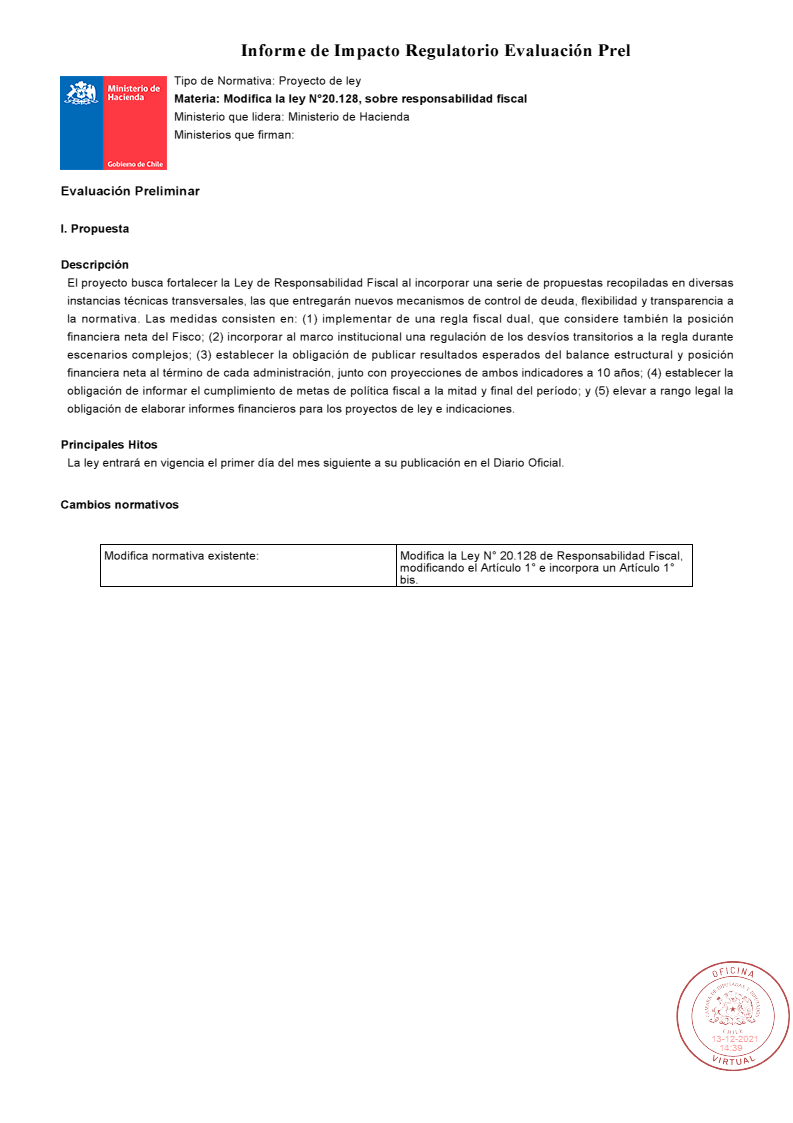 Informe de Impacto Regulatorio Evaluación Prel
Ministerio de
Hacienda
Gobierno de Chile
Tipo de Normativa: Proyecto de ley
Materia: Modifica la ley N°20.128, sobre responsabilidad fiscal
Ministerio que lidera: Ministerio de Hacienda
Ministerios que firman:
Evaluación Preliminar
I. Propuesta
Descripción
El proyecto busca fortalecer la Ley de Responsabilidad Fiscal al incorporar una serie de propuestas recopiladas en diversas
instancias técnicas transversales, las que entregarán nuevos mecanismos de control de deuda, flexibilidad y transparencia a
la normativa. Las medidas consisten en: (1) implementar de una regla fiscal dual, que considere también la posición
financiera neta del Fisco; (2) incorporar al marco institucional una regulación de los desvíos transitorios a la regla durante
escenarios complejos; (3) establecer la obligación de publicar resultados esperados del balance estructural y posición
financiera neta al término de cada administración, junto con proyecciones de ambos indicadores a 10 años; (4) establecer la
obligación de informar el cumplimiento de metas de política fiscal a la mitad y final del período; y (5) elevar a rango legal la
obligación de elaborar informes financieros para los proyectos de ley e indicaciones.
Principales Hitos
La ley entrará en vigencia el primer día del mes siguiente a su publicación en el Diario Oficial.
Cambios normativos
Modifica normativa existente:
Modifica la Ley N° 20.128 de Responsabilidad Fiscal,
modificando el Artículo 1° e incorpora un Artículo 1°
bis.
OFICINA
CÁMARA DE DIPUTADAS Y DIPUTADOS
CHILE
13-12-2021
14:39
VIRTUAL